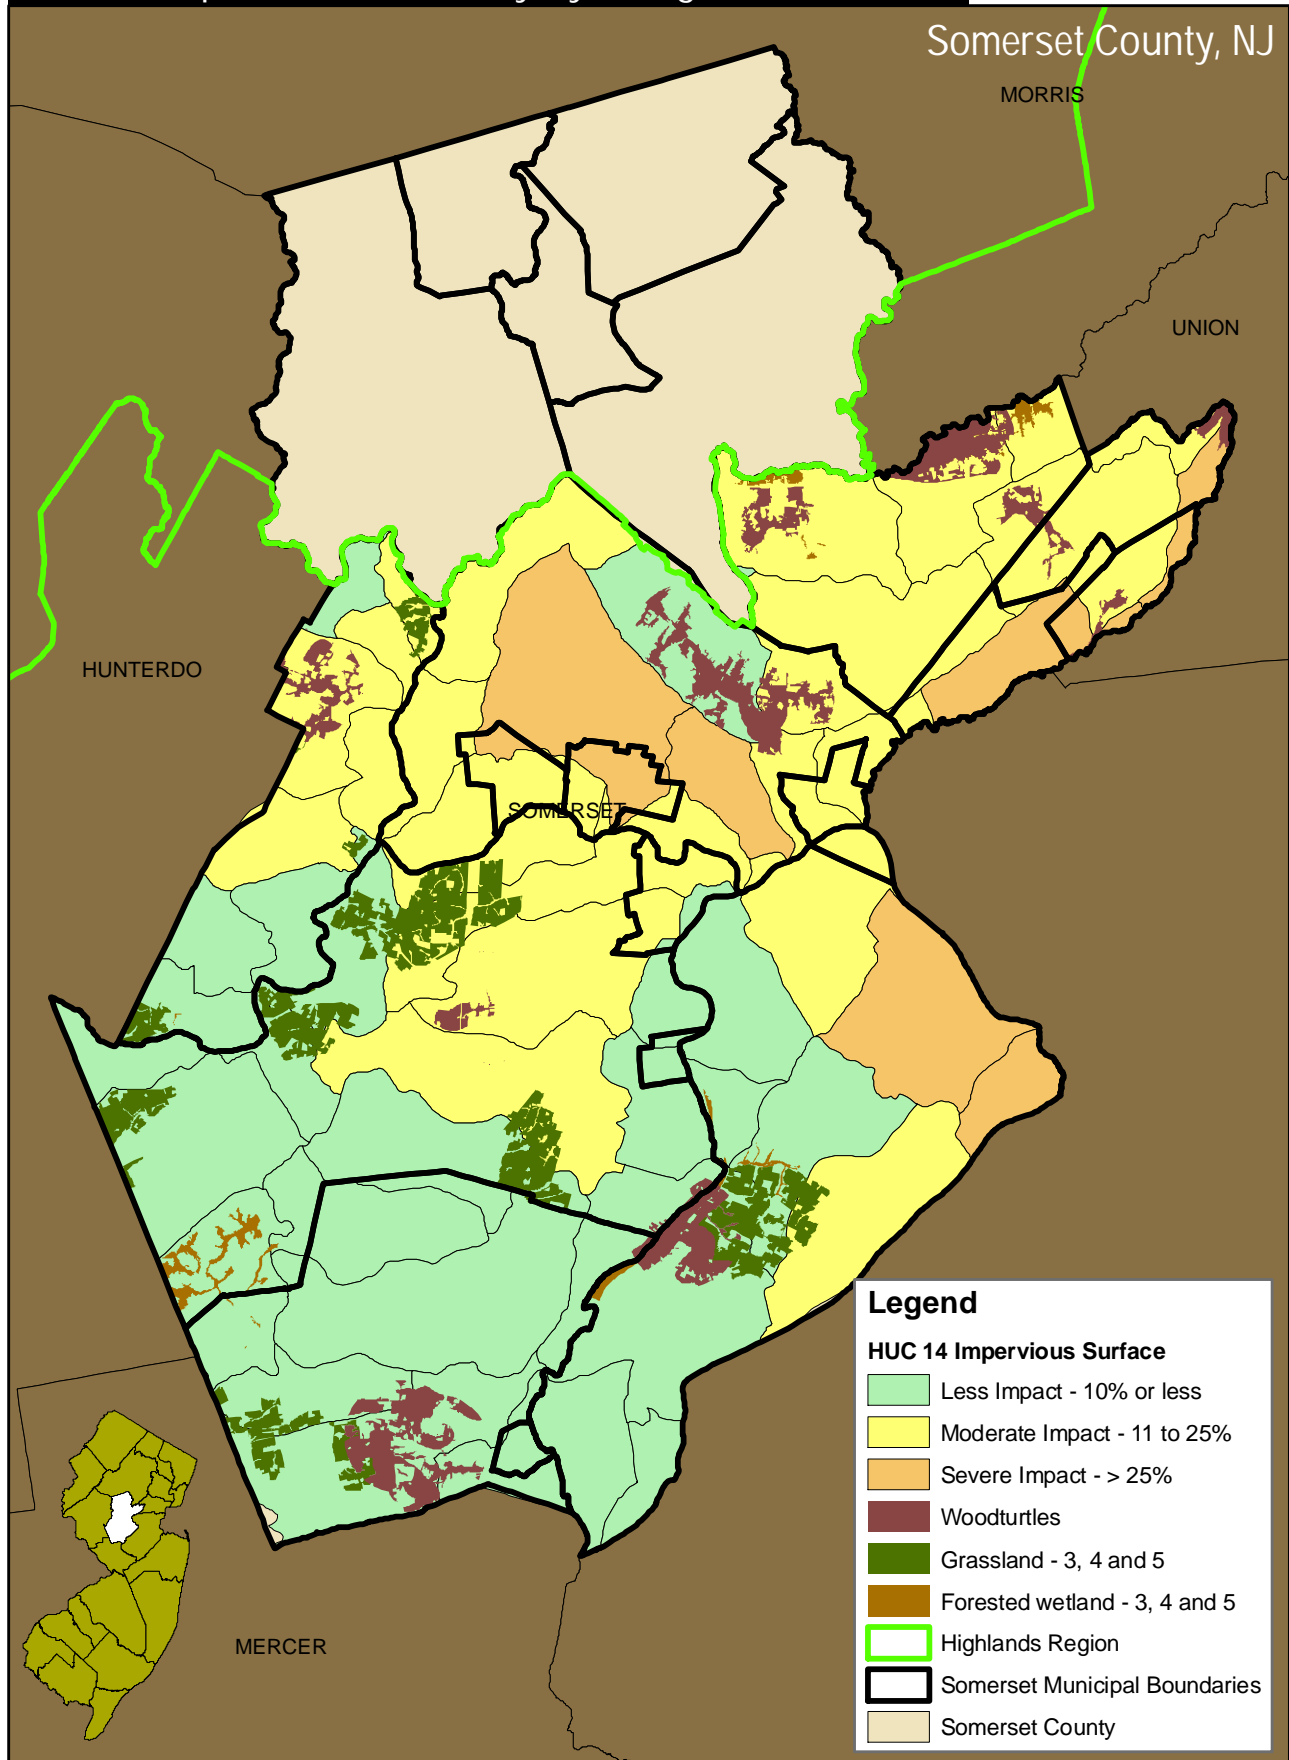 Somerset County, NJ
MORRIS
UNION
HUNTERDO
SOMERSET
MERCER
Legend
HUC 14 Impervious Surface
Less Impact - 10% or less
Moderate Impact - 11 to 25%
Severe Impact - > 25%
Woodturtles
Grassland - 3, 4 and 5
Forested wetland - 3, 4 and 5
Highlands Region
Somerset Municipal Boundaries
Somerset County